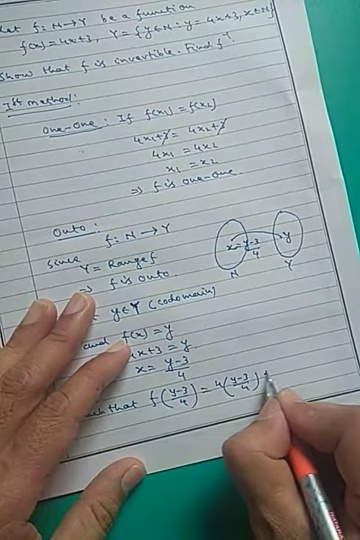 let f: N → Y be a function
f(x) = 4x+3, Y = {y∈N : y = 4x+3, x∈N}
Show that f is invertible. Find f⁻¹.
Ist method:
one-one: If f(x₁) = f(x₂)
4x₁+3 = 4x₂+3
4x₁ = 4x₂
x₁ = x₂
⇒ f is one-one
Onto:
f: N → Y
since
Y = Range f
⇒ f is onto.
x = y-3/4
y
N
Y
y∈Y (codomain)
and f(x) = y
4x+3 = y
x = y-3/4
that f(y-3/4) = 4(y-3/4) +